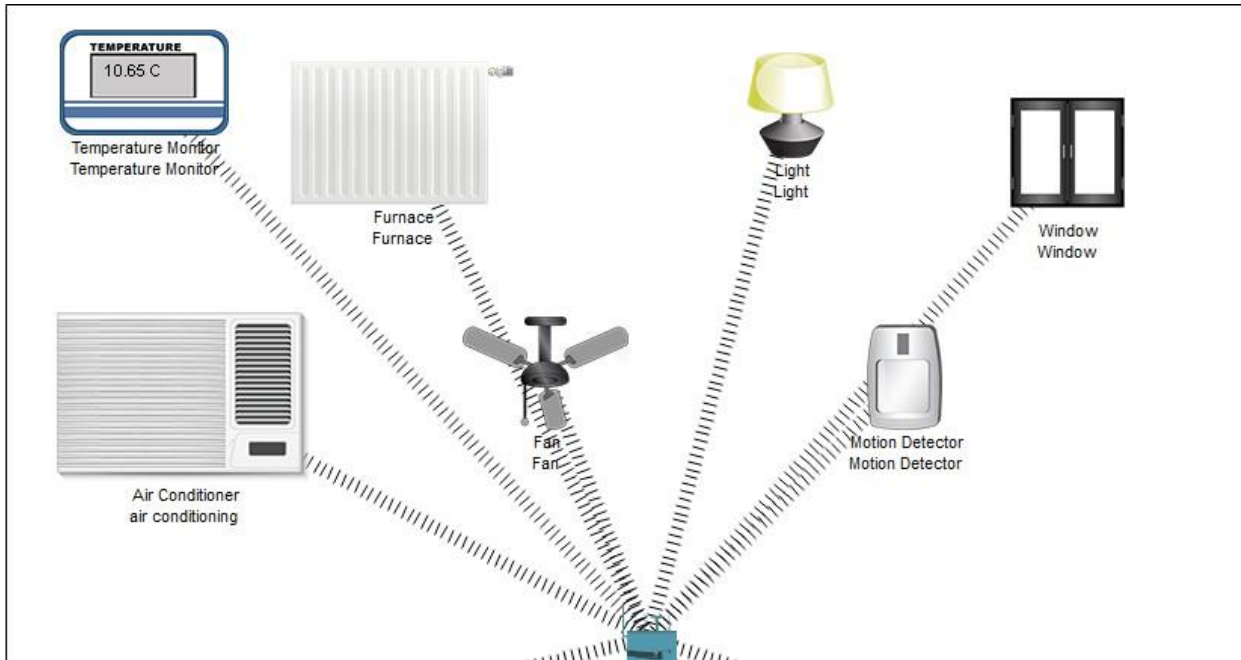 TEMPERATURE
10.65 C
Temperature Monitor
Temperature Monitor
Furnace
Furnace
Light
Light
Window
Window
Air Conditioner
air conditioning
Fan
Fan
Motion Detector
Motion Detector